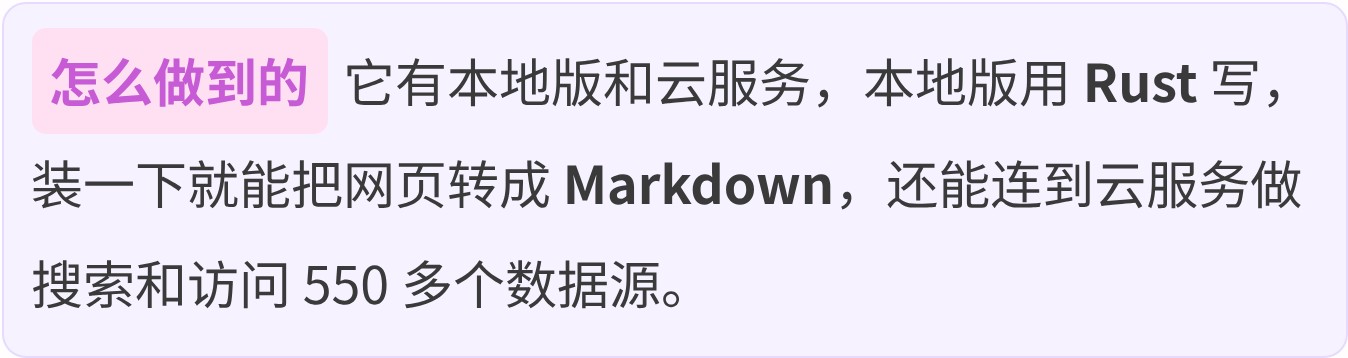 怎么做到的 它有本地版和云服务，本地版用 Rust 写，
装一下就能把网页转成 Markdown，还能连到云服务做
搜索和访问 550 多个数据源。